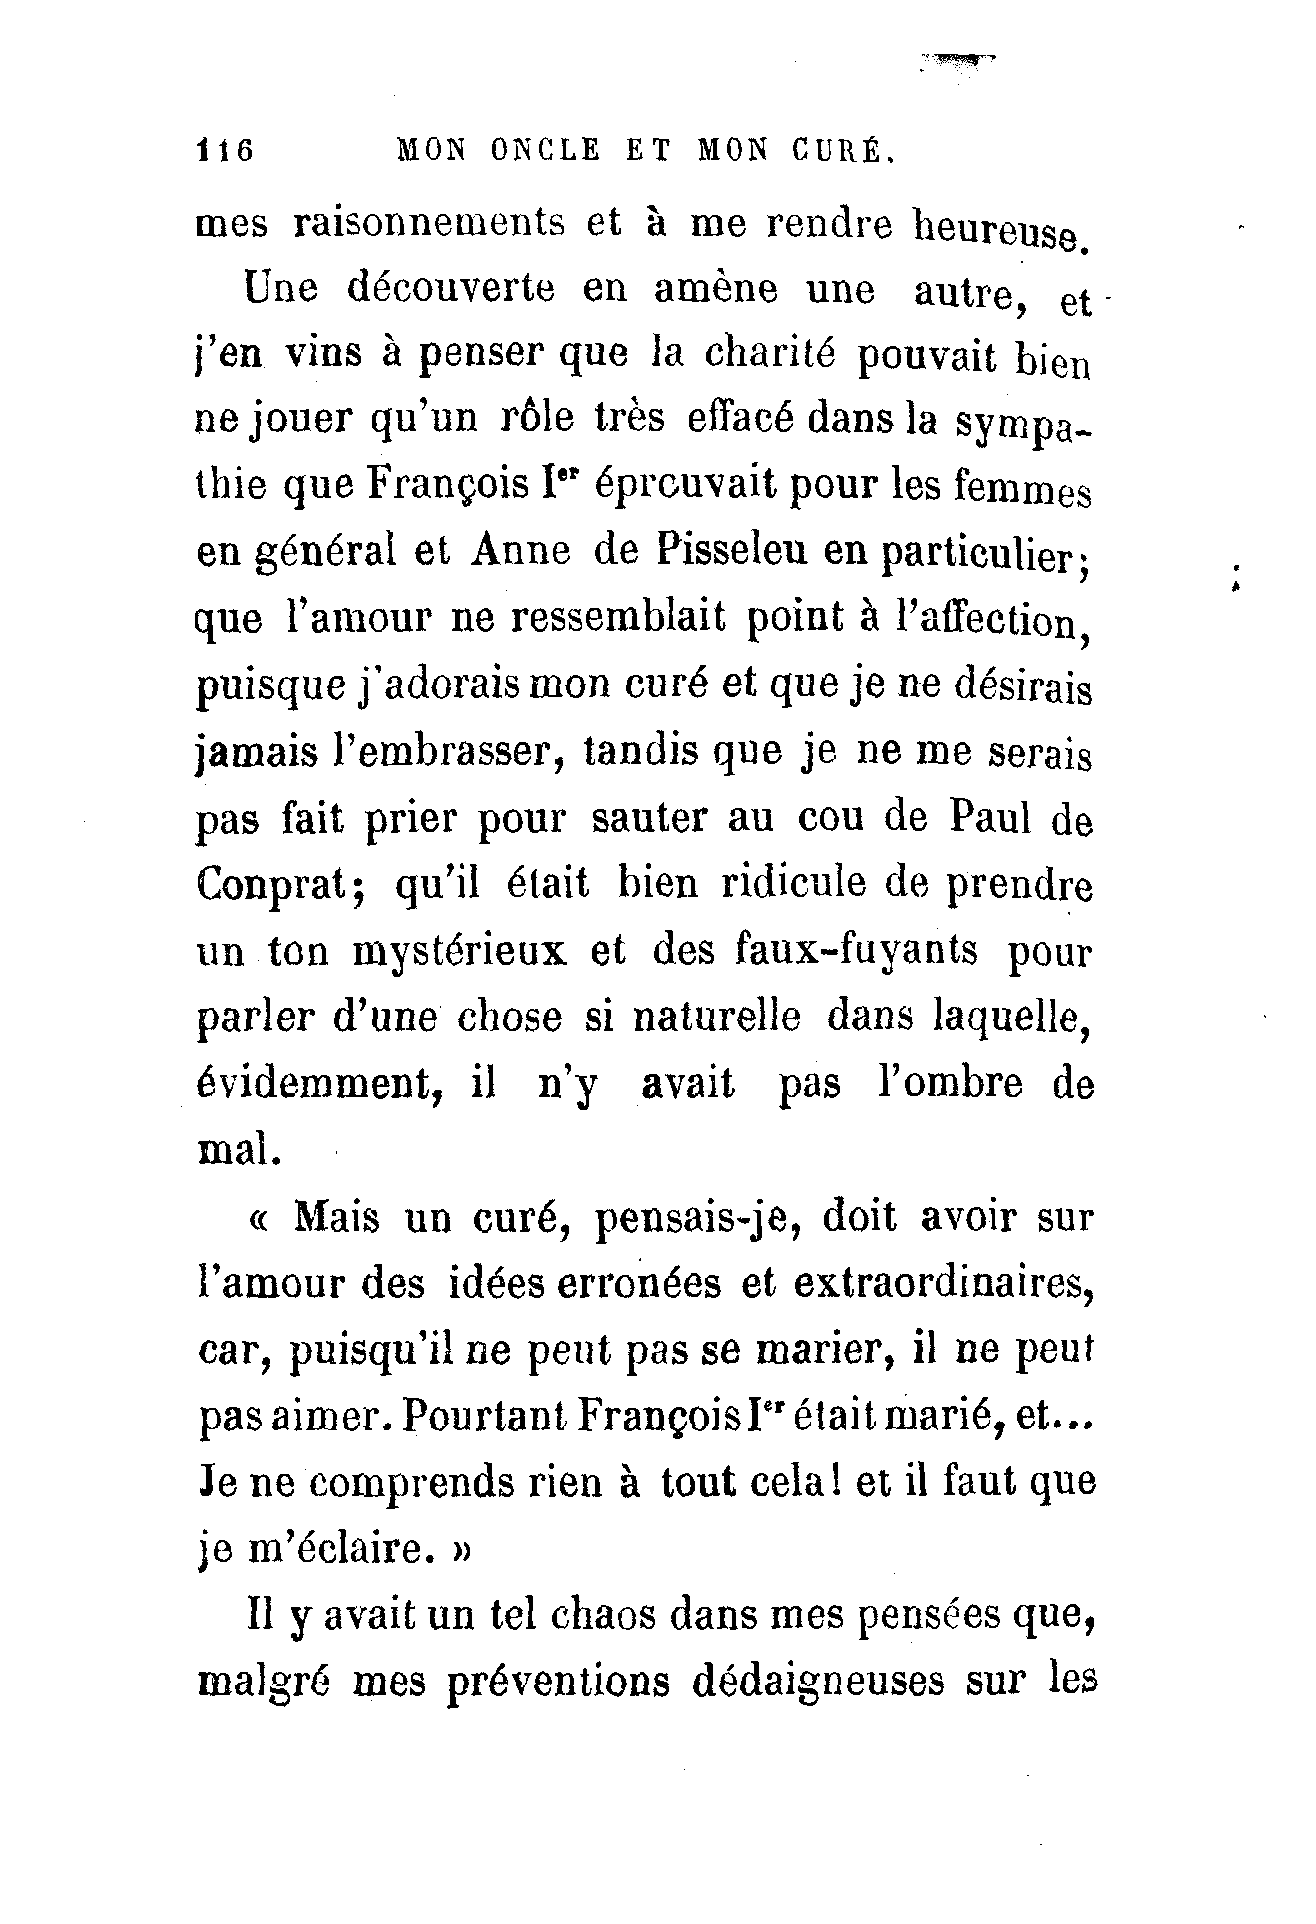 116 MON ONCLE ET MON CURÉ.
mes raisonnements et à me rendre heureuse.
Une découverte en amène une autre, et
j'en vins à penser que la charité pouvait bien
ne jouer qu'un rôle très effacé dans la sympa-
thie que François Ier éprouvait pour les femmes
en général et Anne de Pisseleu en particulier;
que l'amour ne ressemblait point à l'affection,
puisque j'adorais mon curé et que je ne désirais
jamais l'embrasser, tandis que je ne me serais
pas fait prier pour sauter au cou de Paul de
Conprat; qu'il était bien ridicule de prendre
un ton mystérieux et des faux-fuyants pour
parler d'une chose si naturelle dans laquelle,
évidemment, il n'y avait pas l'ombre de
mal.
« Mais un curé, pensais-je, doit avoir sur
l'amour des idées erronées et extraordinaires,
car, puisqu'il ne peut pas se marier, il ne peut
pas aimer. Pourtant François Ier était marié, et...
Je ne comprends rien à tout cela! et il faut que
je m'éclaire. »
Il y avait un tel chaos dans mes pensées que,
malgré mes préventions dédaigneuses sur les